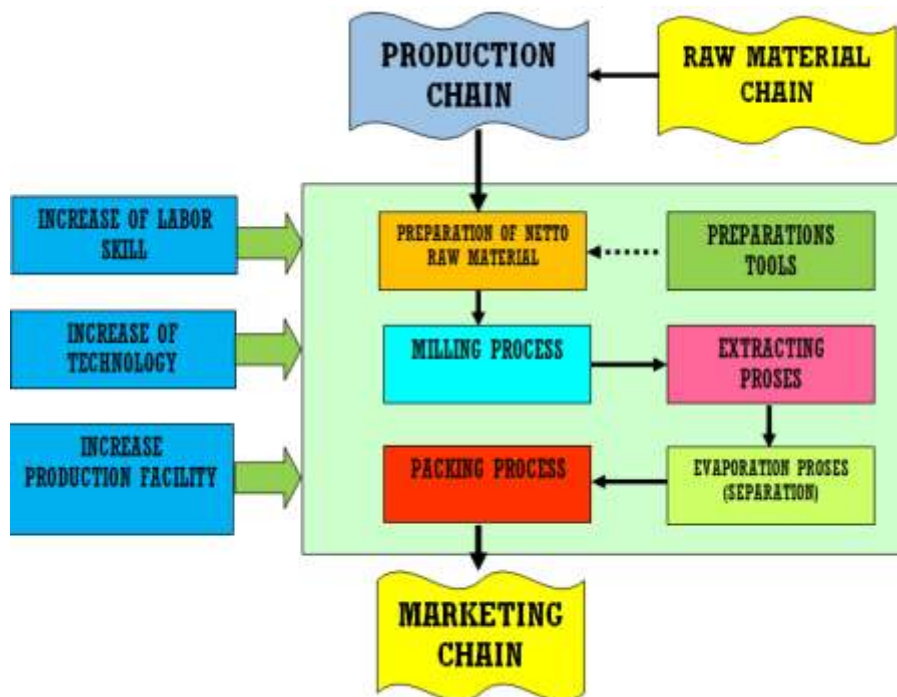 PRODUCTION
CHAIN
RAW MATERIAL
CHAIN
INCREASE OF LABOR
SKILL
PREPARATION OF NETTO
RAW MATERIAL
PREPARATIONS
TOOLS
INCREASE OF
TECHNOLOGY
MILLING PROCESS
EXTRACTING
PROSES
INCREASE
PRODUCTION FACILITY
PACKING PROCESS
EVAPORATION PROSES
(SEPARATION)
MARKETING
CHAIN